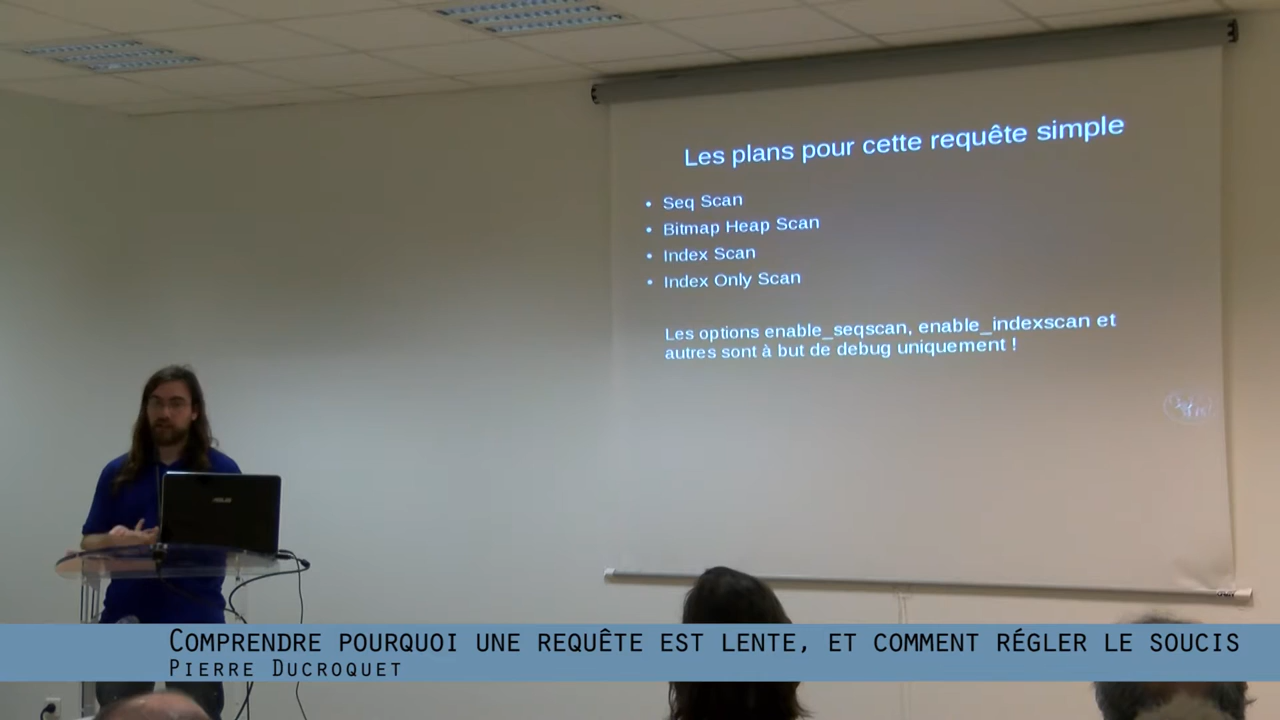 Les plans pour cette requête simple
• Seq Scan
• Bitmap Heap Scan
• Index Scan
• Index Only Scan
Les options enable_seqscan, enable_indexscan et
autres sont à but de debug uniquement !
ASUS
Comprendre pourquoi une requête est lente, et comment régler le soucis
Pierre Ducroquet